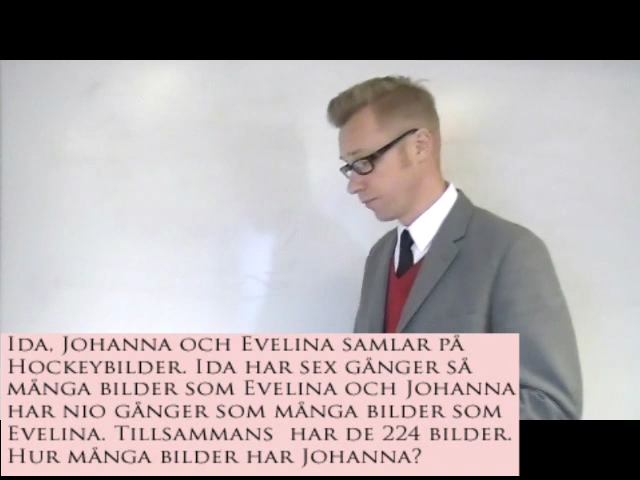 Ida, Johanna och Evelina samlar på
Hockeybilder. Ida har sex gånger så
många bilder som Evelina och Johanna
har nio gånger som många bilder som
Evelina. Tillsammans har de 224 bilder.
Hur många bilder har Johanna?